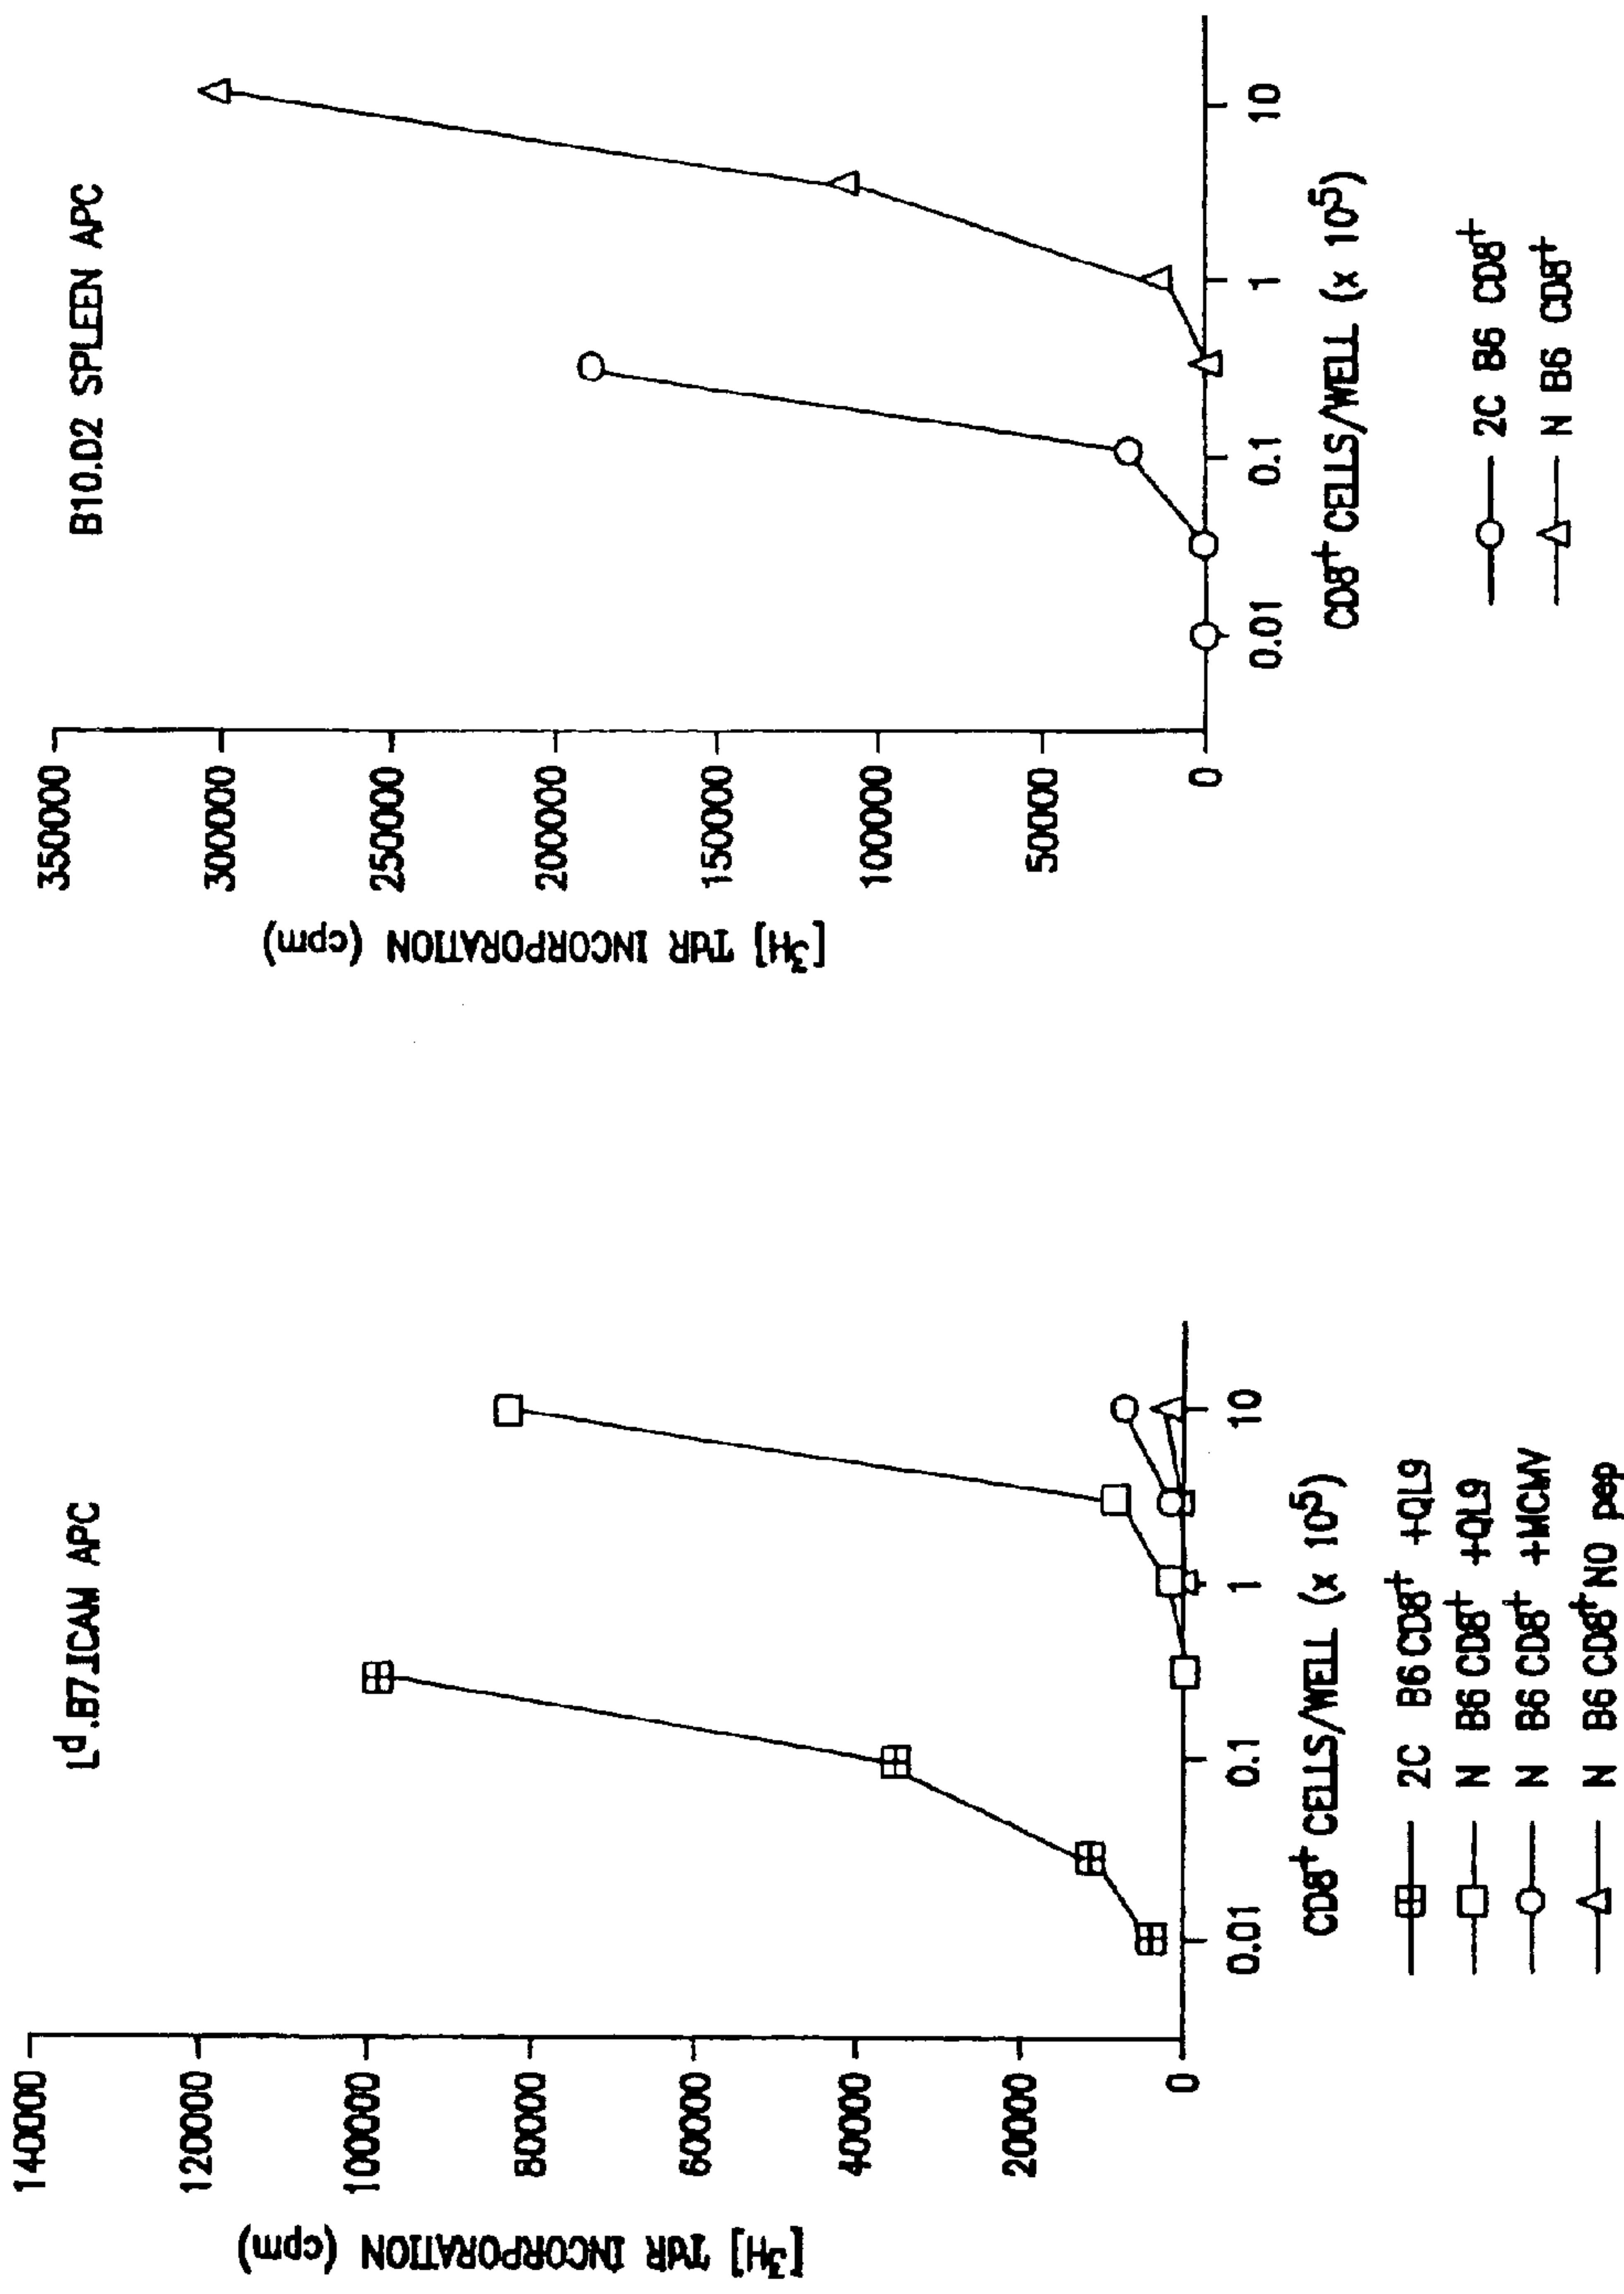 L^d.B7.ICAM APC
[³H] TdR INCORPORATION (cpm)
140000
120000
100000
80000
60000
40000
20000
0
0.01
0.1
1
10
CD8⁺ CELLS/WELL (x 10⁵)
2C B6 CD8⁺ +QL9
N B6 CD8⁺ +QL9
N B6 CD8⁺ +MCMV
N B6 CD8⁺ NO pep
B10.D2 SPLEEN APC
[³H] TdR INCORPORATION (cpm)
350000
300000
250000
200000
150000
100000
50000
0
0.01
0.1
1
10
CD8⁺ CELLS/WELL (x 10⁵)
2C B6 CD8⁺
N B6 CD8⁺